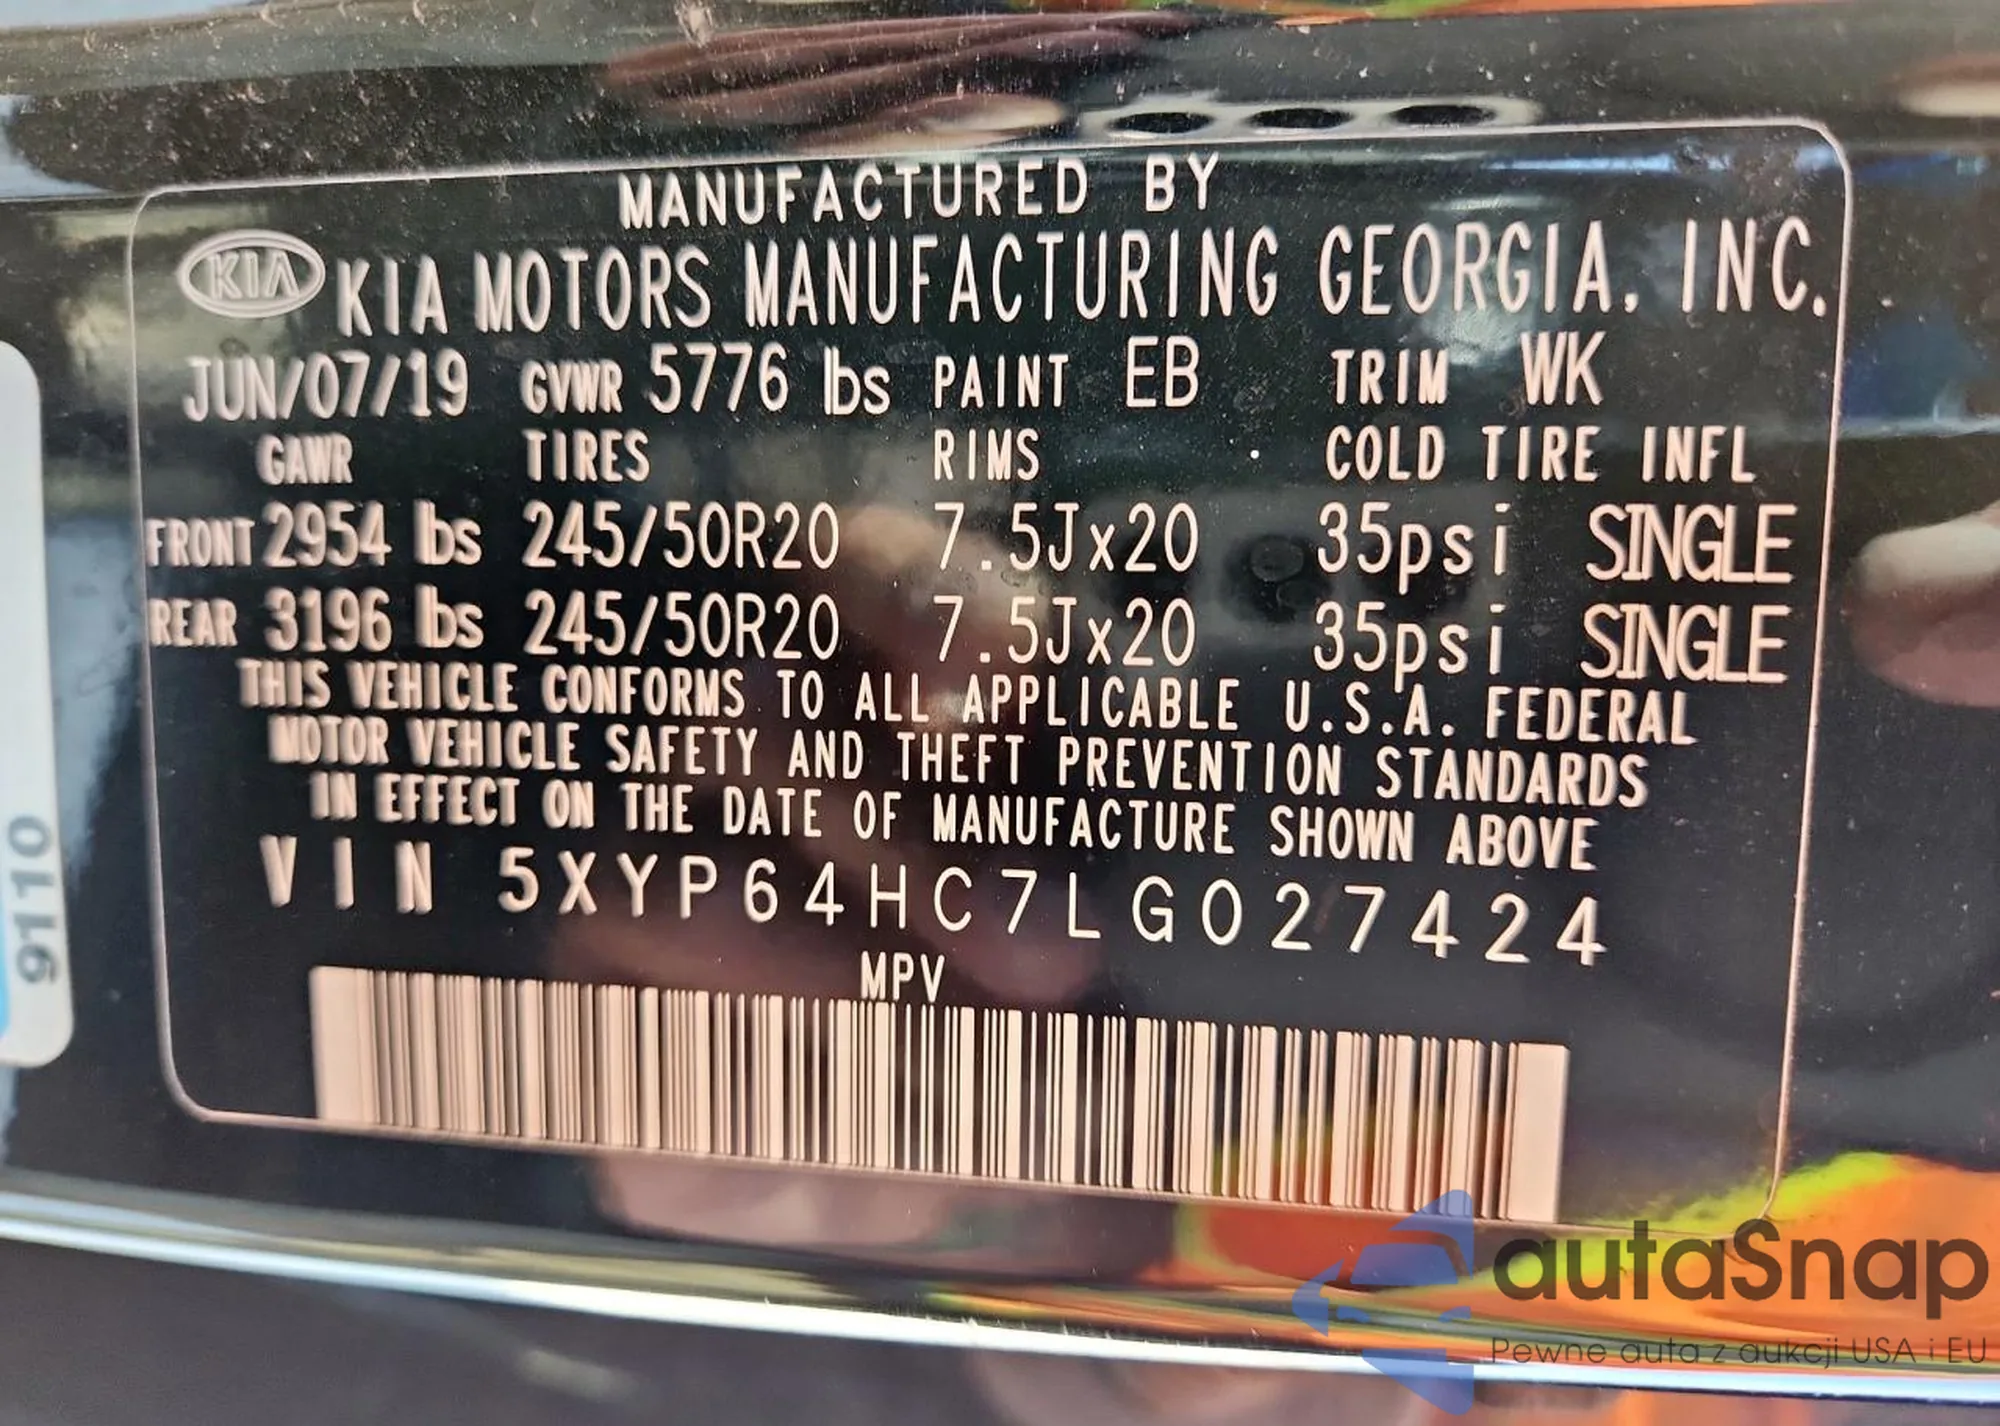 MANUFACTURED BY
KIA KIA MOTORS MANUFACTURING GEORGIA, INC.
JUN/07/19 GVWR 5776 lbs PAINT EB TRIM WK
GAWR TIRES RIMS COLD TIRE INFL
FRONT 2954 lbs 245/50R20 7.5Jx20 35psi SINGLE
REAR 3196 lbs 245/50R20 7.5Jx20 35psi SINGLE
THIS VEHICLE CONFORMS TO ALL APPLICABLE U.S.A. FEDERAL
MOTOR VEHICLE SAFETY AND THEFT PREVENTION STANDARDS
IN EFFECT ON THE DATE OF MANUFACTURE SHOWN ABOVE
VIN 5XYP64HC7LG027424
MPV
9110
autaSnap
Pewne auta z aukcji USA i EU